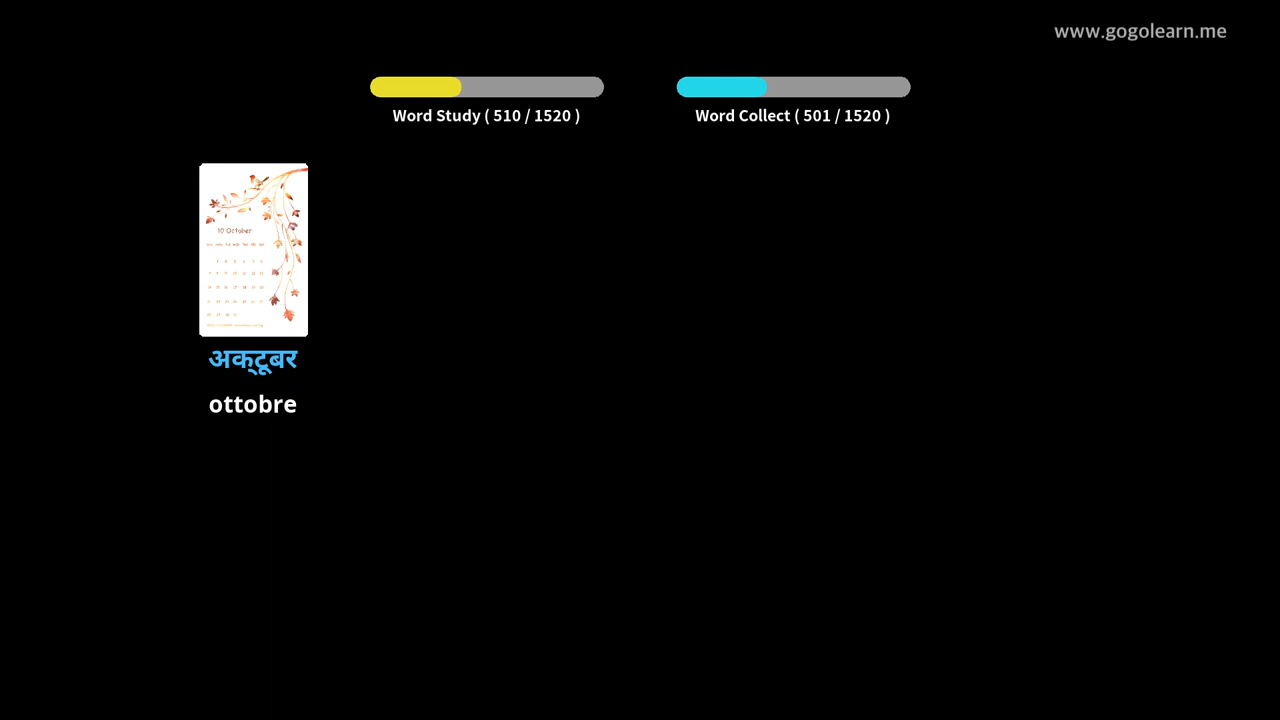 www.gogolearn.me
Word Study ( 510 / 1520 )
Word Collect ( 501 / 1520 )
10 October
अक्टूबर
ottobre